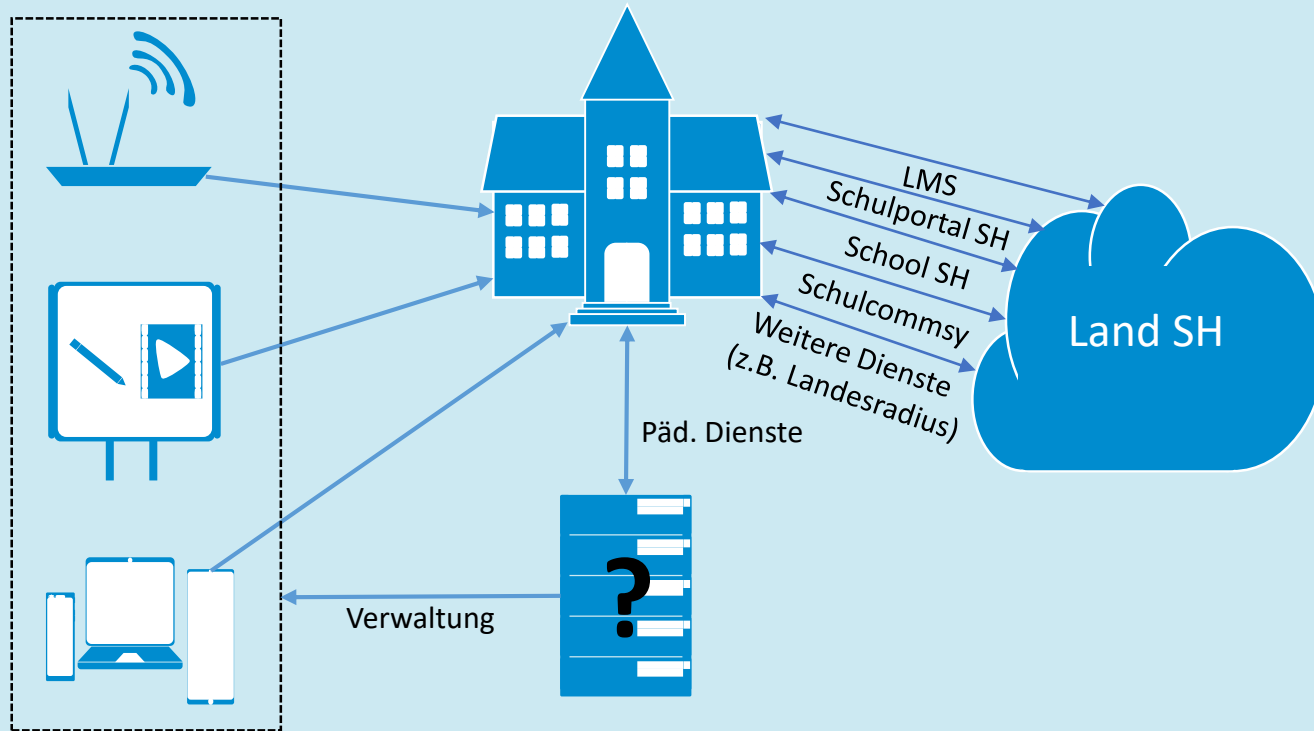 LMS
Schulportal SH
School SH
Schulcommsy
Weitere Dienste
(z.B. Landesradius)
Land SH
Päd. Dienste
?
Verwaltung